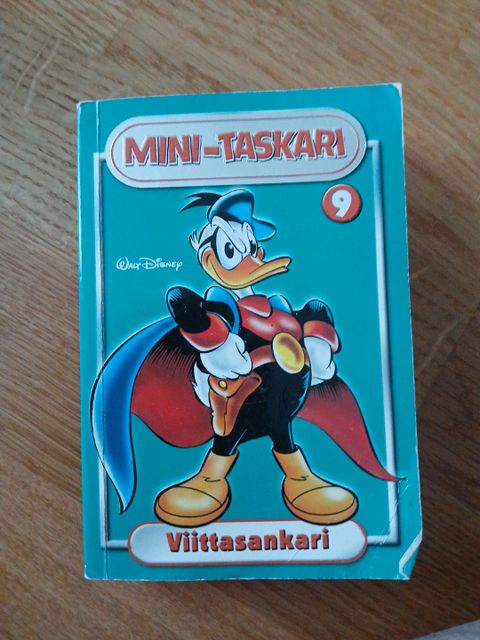 MINI-TASKARI
9
WALT DISNEY
Viittasankari